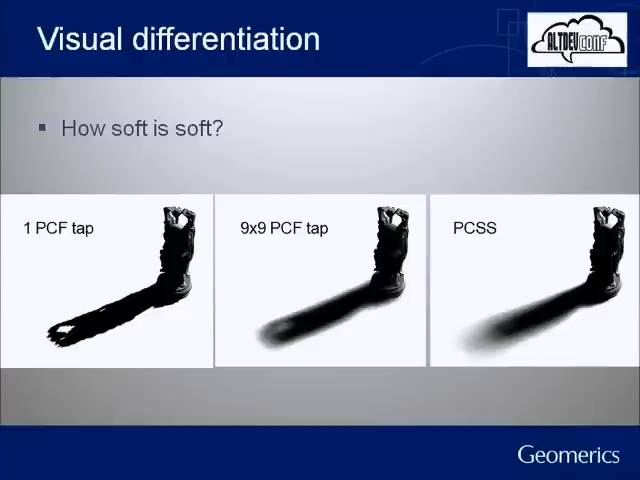 Visual differentiation
ALTDEVCONF
How soft is soft?
1 PCF tap
9x9 PCF tap
PCSS
Geomerics